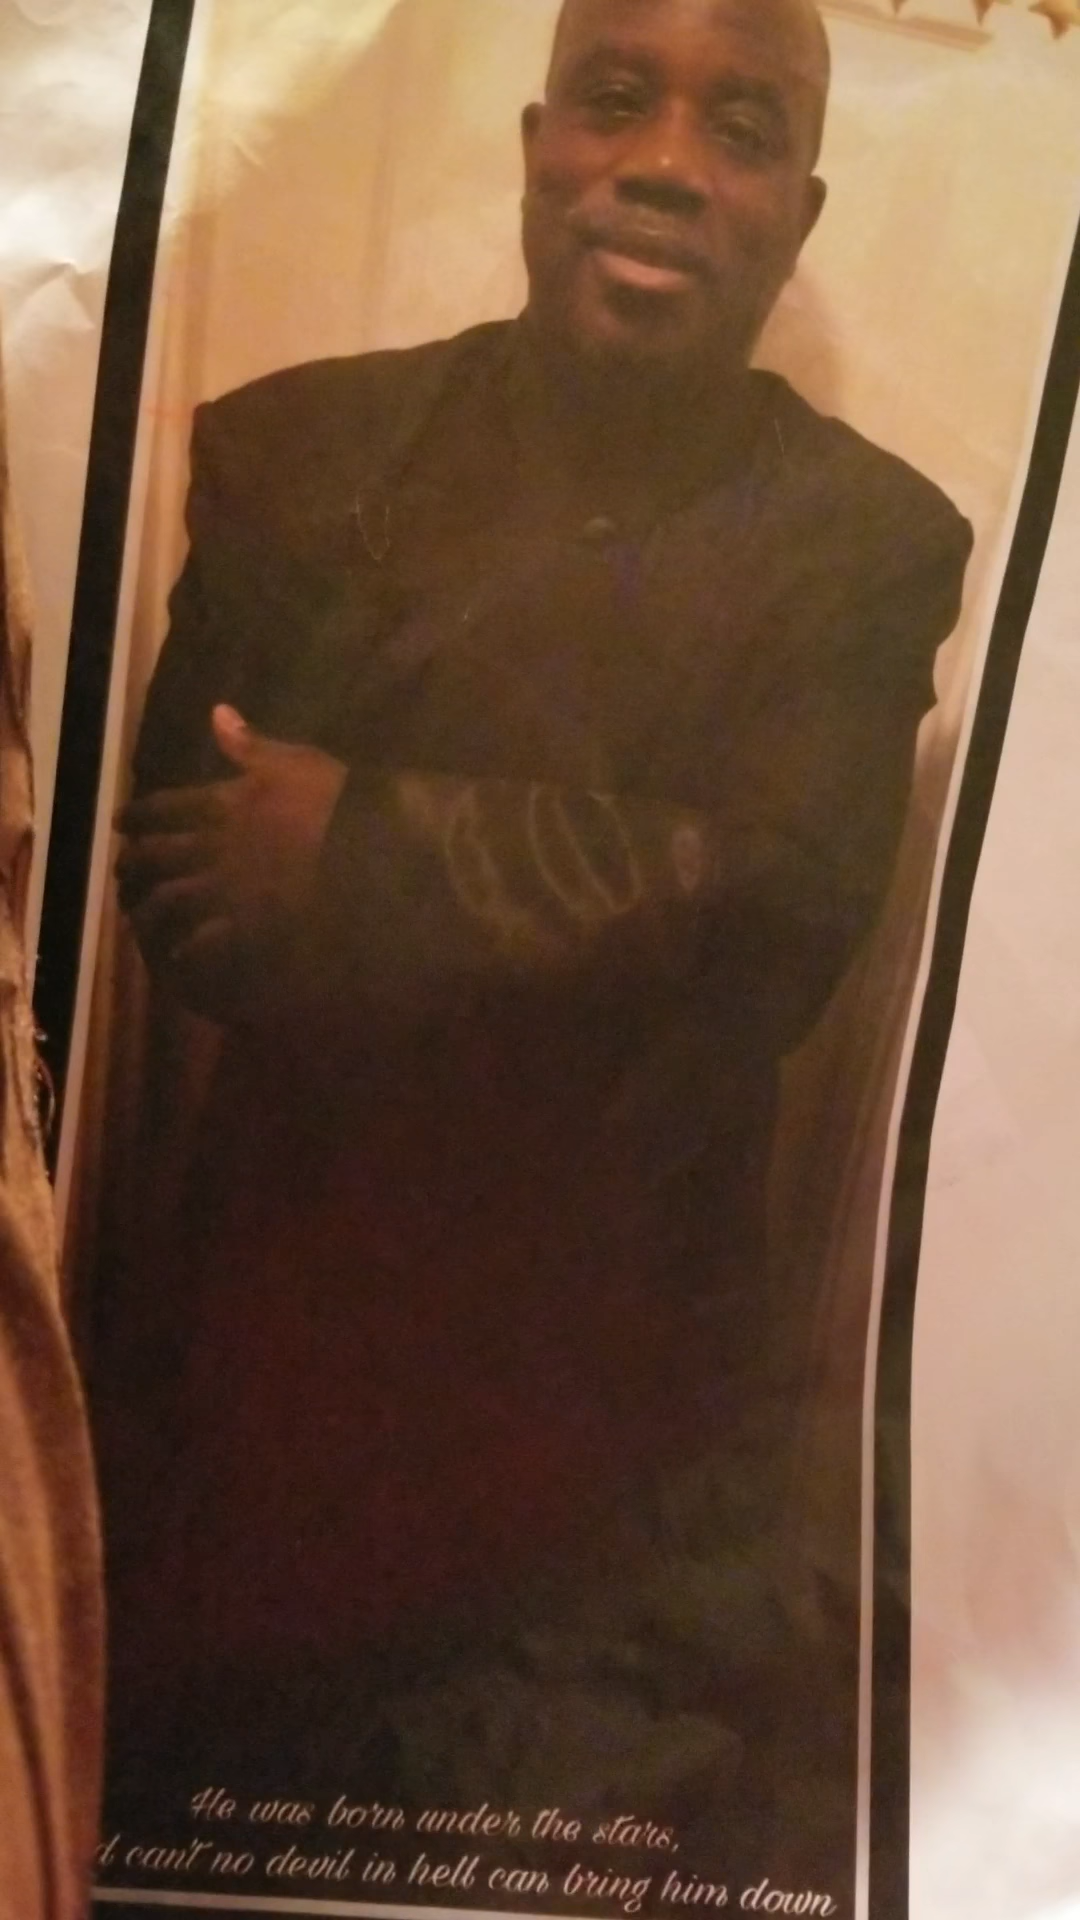 He was born under the stars,
can't no devil in hell can bring him down